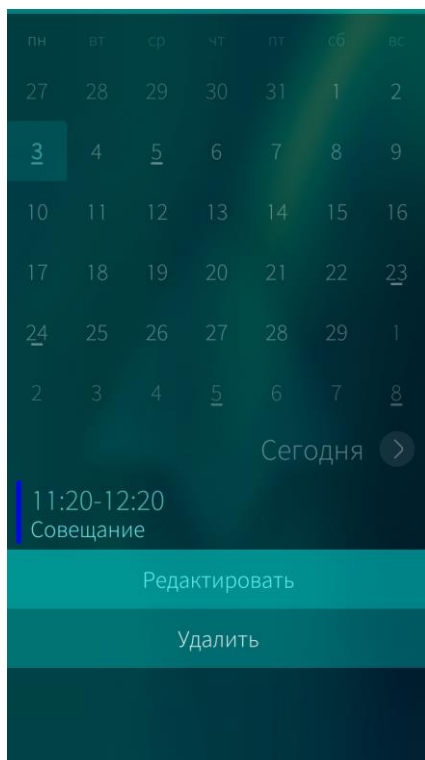 пн вт ср чт пт сб вс
27 28 29 30 31 1 2
3 4 5 6 7 8 9
10 11 12 13 14 15 16
17 18 19 20 21 22 23
24 25 26 27 28 29 1
2 3 4 5 6 7 8
Сегодня
11:20-12:20
Совещание
Редактировать
Удалить